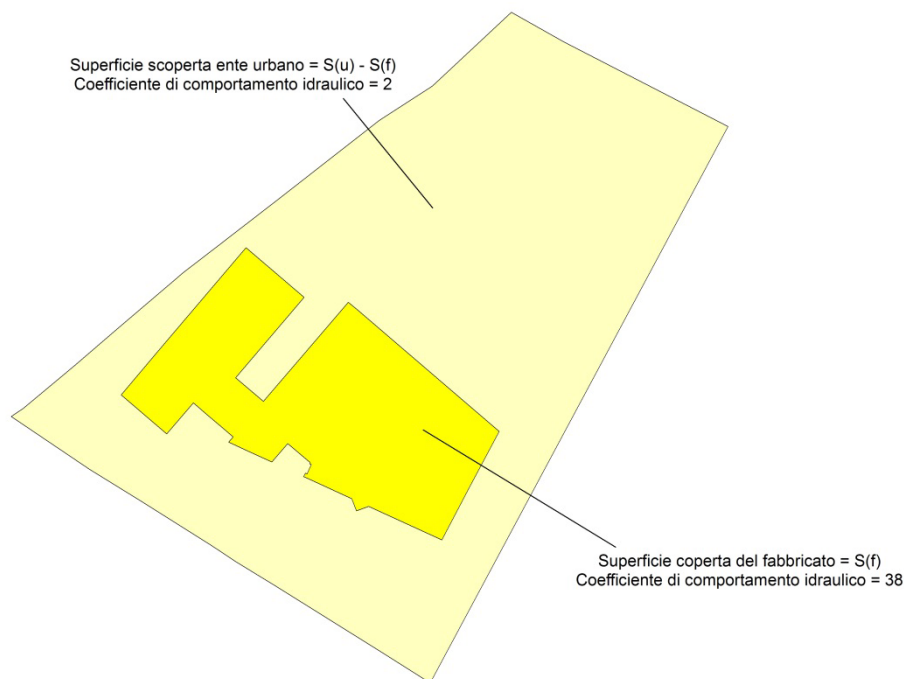 Superficie scoperta ente urbano = S(u) - S(f)
Coefficiente di comportamento idraulico = 2
Superficie coperta del fabbricato = S(f)
Coefficiente di comportamento idraulico = 38